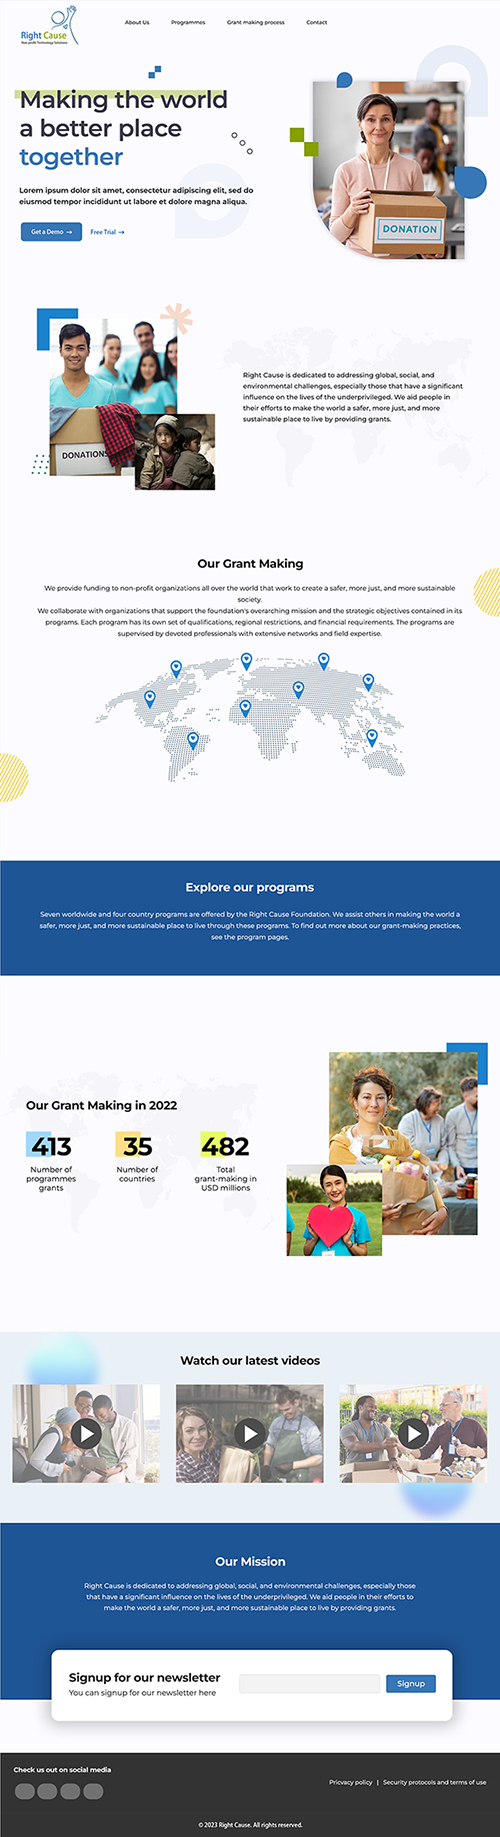 Right Cause
Non-profit Technology Solutions
About Us
Programmes
Grant making process
Contact
Making the world
a better place
together
Lorem ipsum dolor sit amet, consectetur adipiscing elit, sed do
eiusmod tempor incididunt ut labore et dolore magna aliqua.
Get a Demo →
Free Trial →
DONATION
DONATIONS
Right Cause is dedicated to addressing global, social, and
environmental challenges, especially those that have a significant
influence on the lives of the underprivileged. We aid people in
their efforts to make the world a safer, more just, and more
sustainable place to live by providing grants.
Our Grant Making
We provide funding to non-profit organizations all over the world that work to create a safer, more just, and more sustainable
society.
We collaborate with organizations that support the foundation's overarching mission and the strategic objectives contained in its
programs. Each program has its own set of qualifications, regional restrictions, and financial requirements. The programs are
supervised by devoted professionals with extensive networks and field expertise.
Explore our programs
Seven worldwide and four country programs are offered by the Right Cause Foundation. We assist others in making the world a
safer, more just, and more sustainable place to live through these programs. To find out more about our grant-making practices,
see the program pages.
Our Grant Making in 2022
413
35
482
Number of
programmes
grants
Number of
countries
Total
grant-making in
USD millions
Watch our latest videos
Our Mission
Right Cause is dedicated to addressing global, social, and environmental challenges, especially those
that have a significant influence on the lives of the underprivileged. We aid people in their efforts to
make the world a safer, more just, and more sustainable place to live by providing grants.
Signup for our newsletter
You can signup for our newsletter here
Signup
Check us out on social media
Pricvacy policy | Security protocols and terms of use
© 2023 Right Cause. All rights reserved.